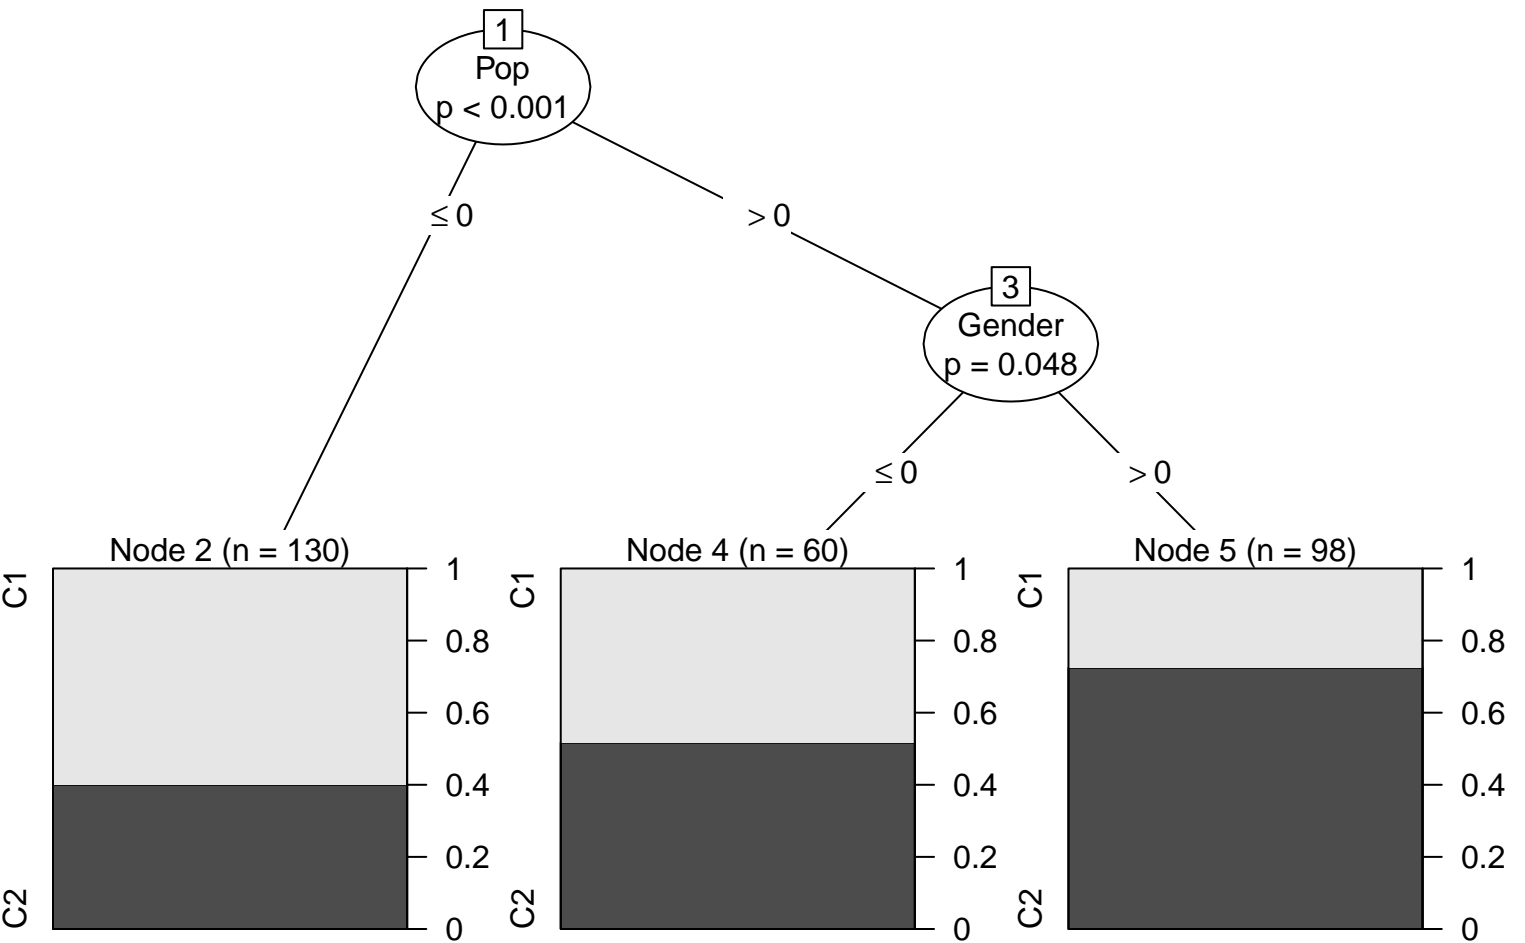 1
Pop
p < 0.001
≤ 0
> 0
3
Gender
p = 0.048
≤ 0
> 0
Node 2 (n = 130)
C1
C2
1
0.8
0.6
0.4
0.2
0
Node 4 (n = 60)
C1
C2
1
0.8
0.6
0.4
0.2
0
Node 5 (n = 98)
C1
C2
1
0.8
0.6
0.4
0.2
0